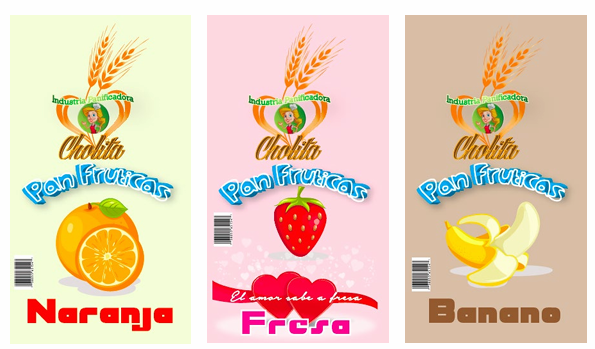 Industria Panificadora
Cholita
Pan Fruticas
Naranja
Industria Panificadora
Cholita
Pan Fruticas
El amor sabe a fresa
Fresa
Industria Panificadora
Cholita
Pan Fruticas
Banano